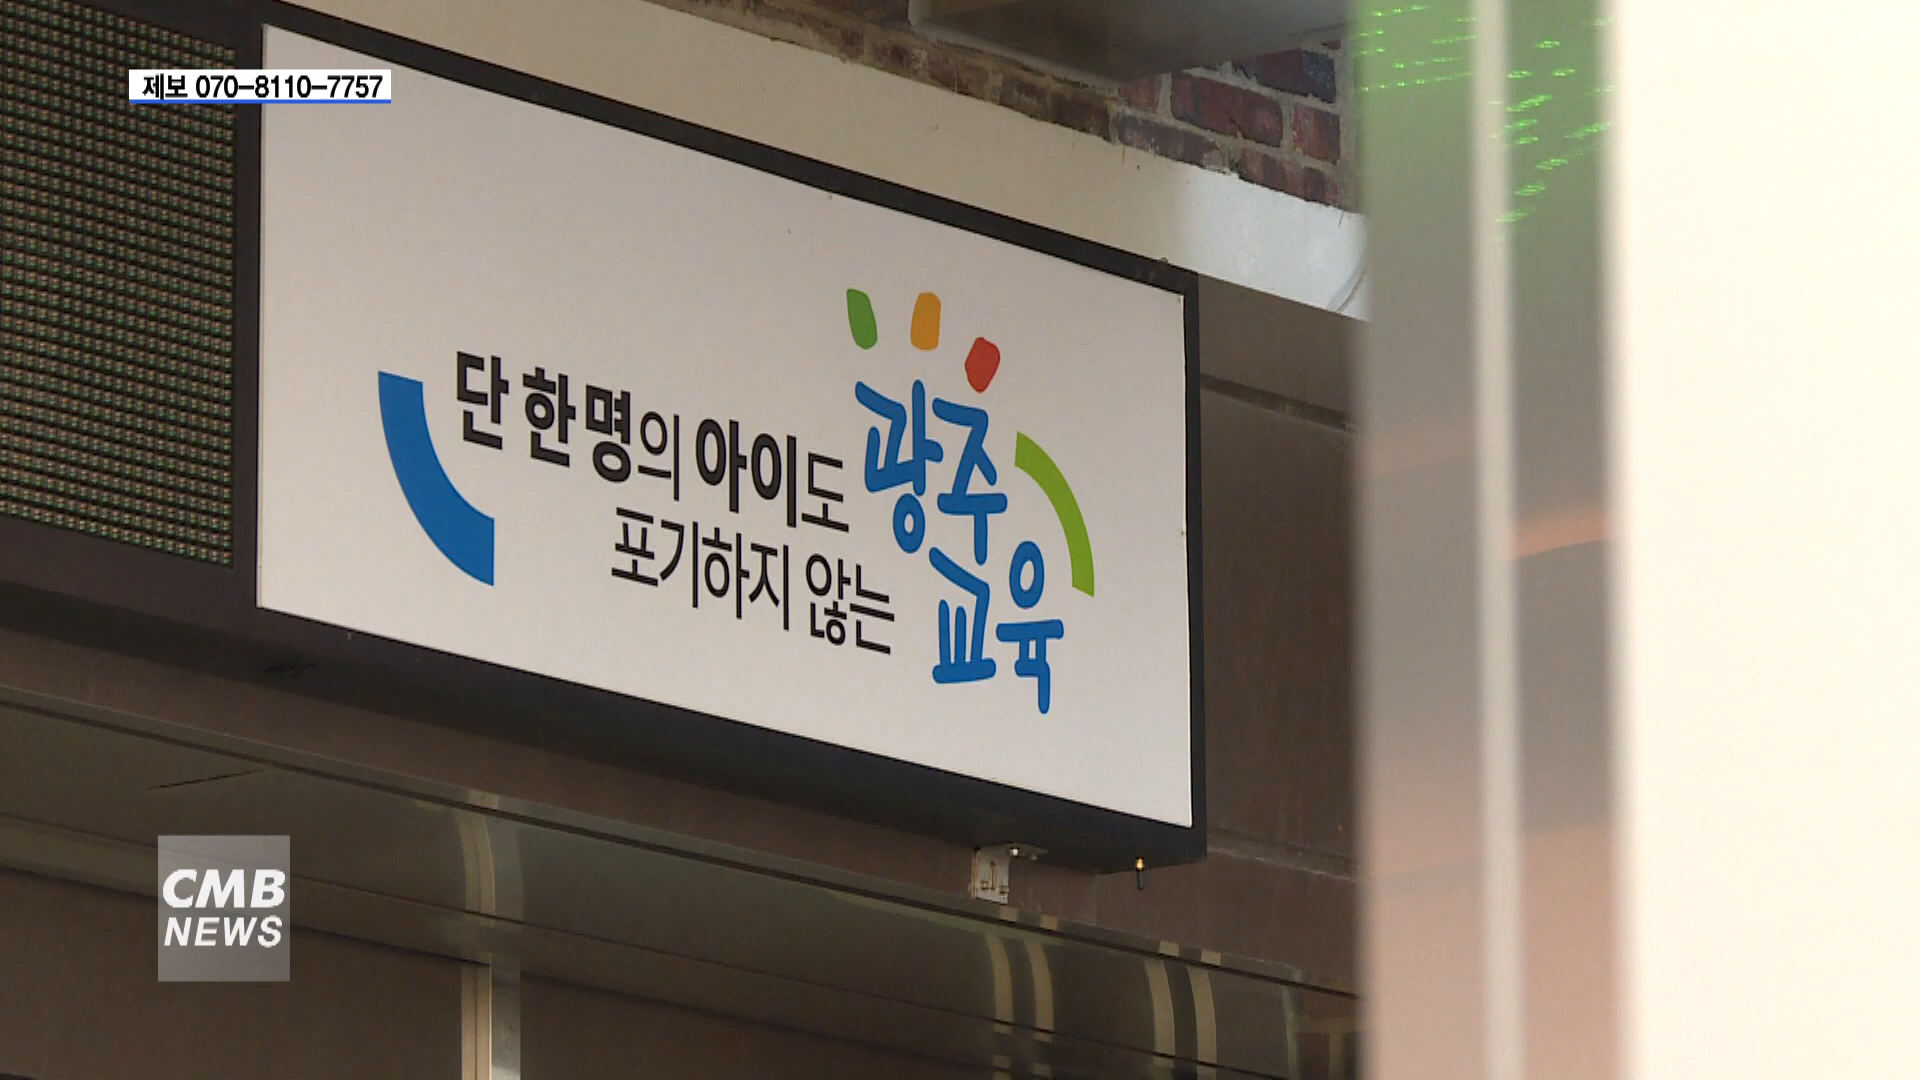 제보 070-8110-7757
단 한 명의 아이도
포기하지 않는
광주
교육
CMB
NEWS